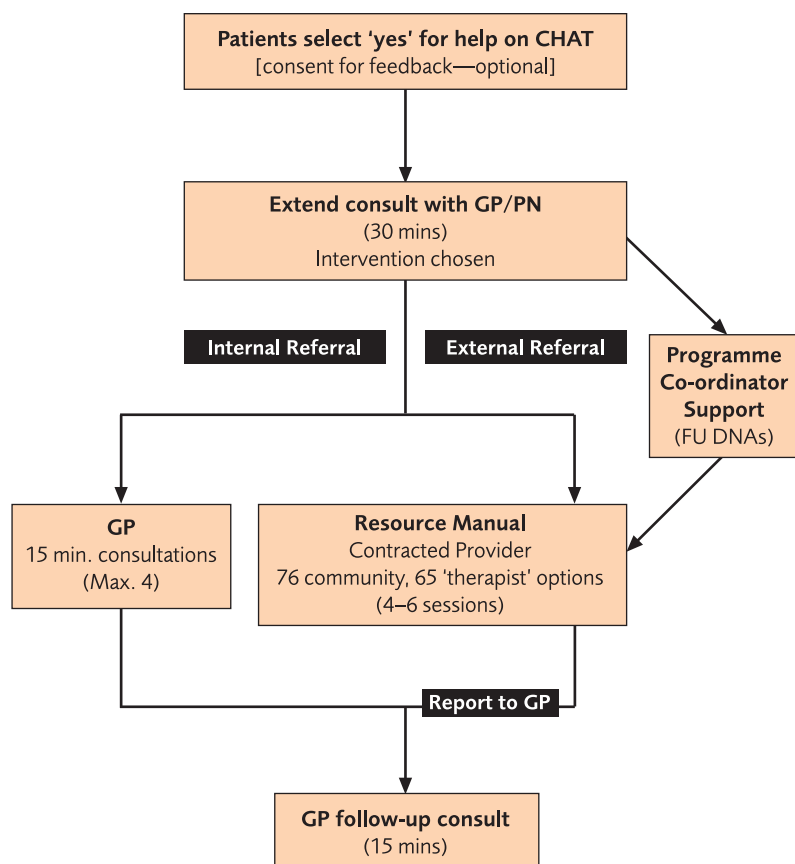 Patients select ‘yes’ for help on CHAT
[consent for feedback—optional]
Extend consult with GP/PN
(30 mins)
Intervention chosen
Internal Referral
External Referral
Programme
Co-ordinator
Support
(FU DNAs)
GP
15 min. consultations
(Max. 4)
Resource Manual
Contracted Provider
76 community, 65 ‘therapist’ options
(4–6 sessions)
Report to GP
GP follow-up consult
(15 mins)